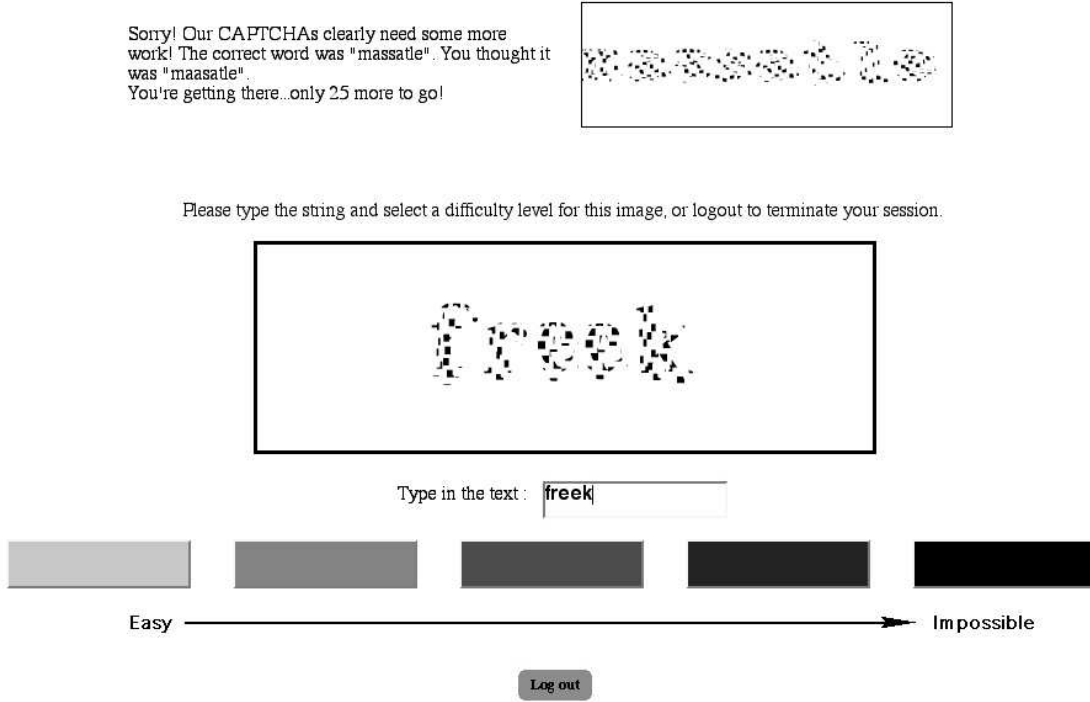 Sorry! Our CAPTCHAs clearly need some more
work! The correct word was "massatle". You thought it
was "maasatle".
You're getting there...only 25 more to go!
massatle
Please type the string and select a difficulty level for this image, or logout to terminate your session.
freek
Type in the text : freek
Easy Impossible
Log out